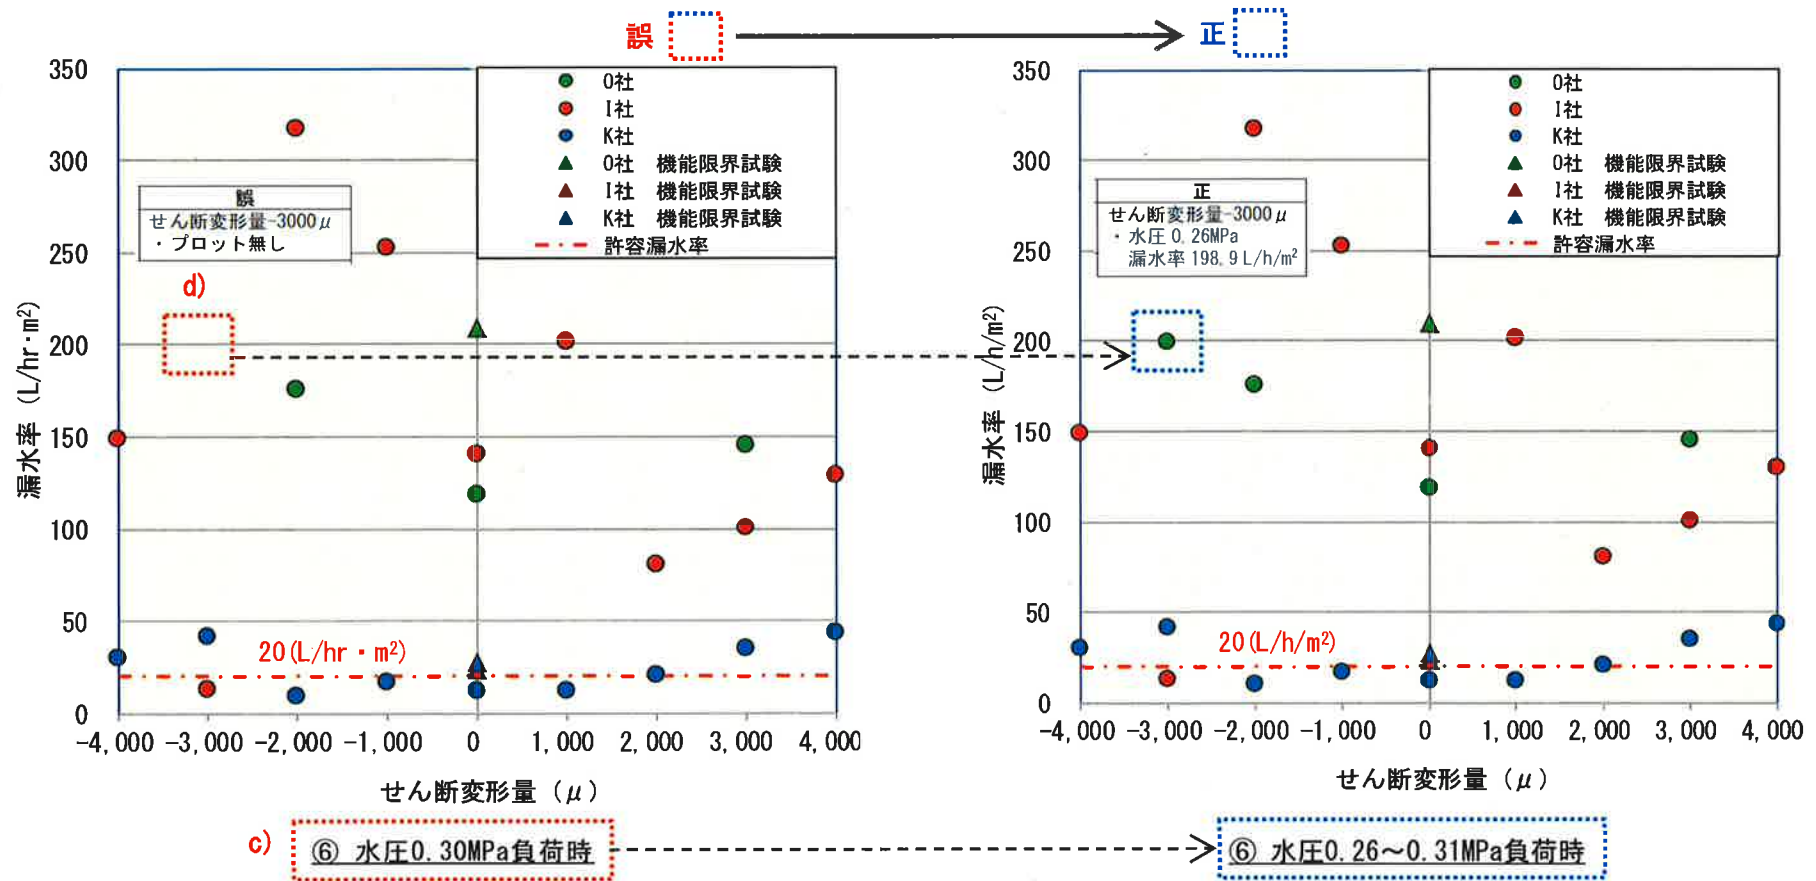 誤
正
350
300
250
200
150
100
50
0
漏水率 (L/hr・m²)
O社
I社
K社
O社 機能限界試験
I社 機能限界試験
K社 機能限界試験
許容漏水率
誤
せん断変形量-3000μ
・プロット無し
d)
20(L/hr・m²)
-4,000 -3,000 -2,000 -1,000 0 1,000 2,000 3,000 4,000
せん断変形量 (μ)
c)
⑥ 水圧0.30MPa負荷時
350
300
250
200
150
100
50
0
漏水率 (L/h/m²)
O社
I社
K社
O社 機能限界試験
I社 機能限界試験
K社 機能限界試験
許容漏水率
正
せん断変形量-3000μ
・水圧 0.26MPa
漏水率 198.9 L/h/m²
20(L/h/m²)
-4,000 -3,000 -2,000 -1,000 0 1,000 2,000 3,000 4,000
せん断変形量 (μ)
⑥ 水圧0.26～0.31MPa負荷時